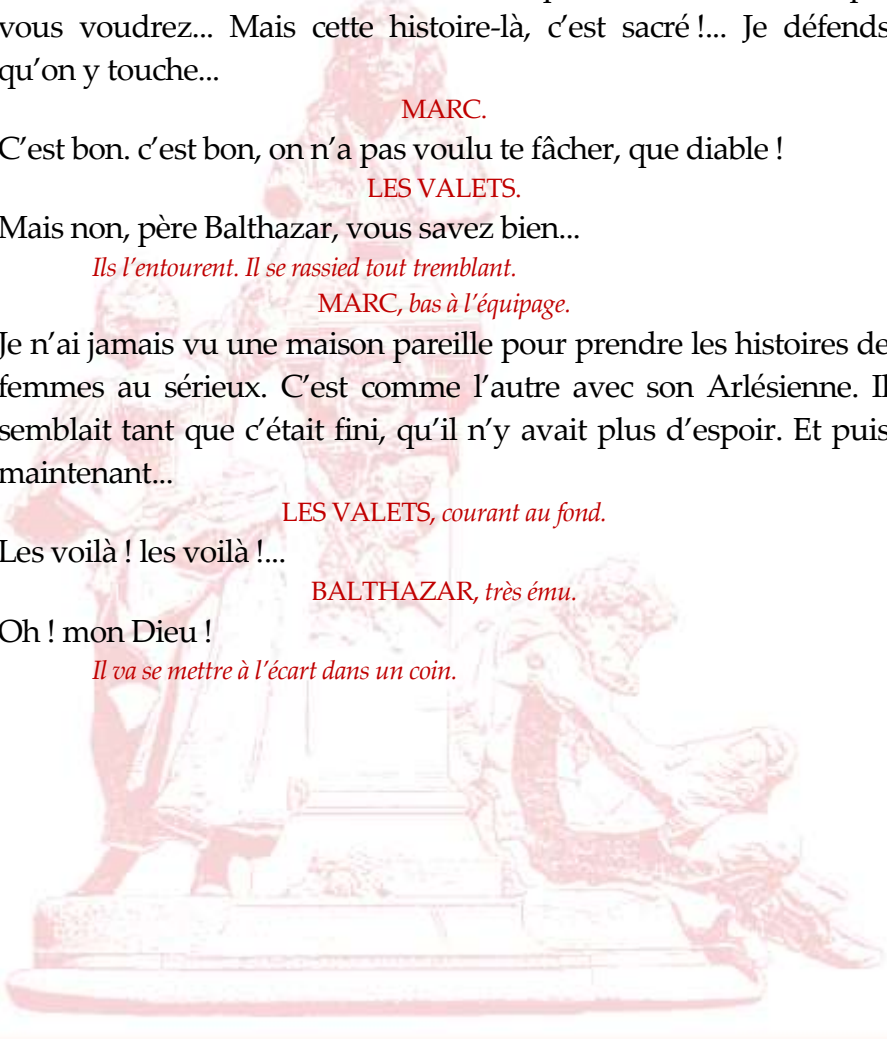 vous voudrez... Mais cette histoire-là, c’est sacré !... Je défends
qu’on y touche...
MARC.
C’est bon. c’est bon, on n’a pas voulu te fâcher, que diable !
LES VALETS.
Mais non, père Balthazar, vous savez bien...
Ils l’entourent. Il se rassied tout tremblant.
MARC, bas à l’équipage.
Je n’ai jamais vu une maison pareille pour prendre les histoires de
femmes au sérieux. C’est comme l’autre avec son Arlésienne. Il
semblait tant que c’était fini, qu’il n’y avait plus d’espoir. Et puis
maintenant...
LES VALETS, courant au fond.
Les voilà ! les voilà !...
BALTHAZAR, très ému.
Oh ! mon Dieu !
Il va se mettre à l’écart dans un coin.